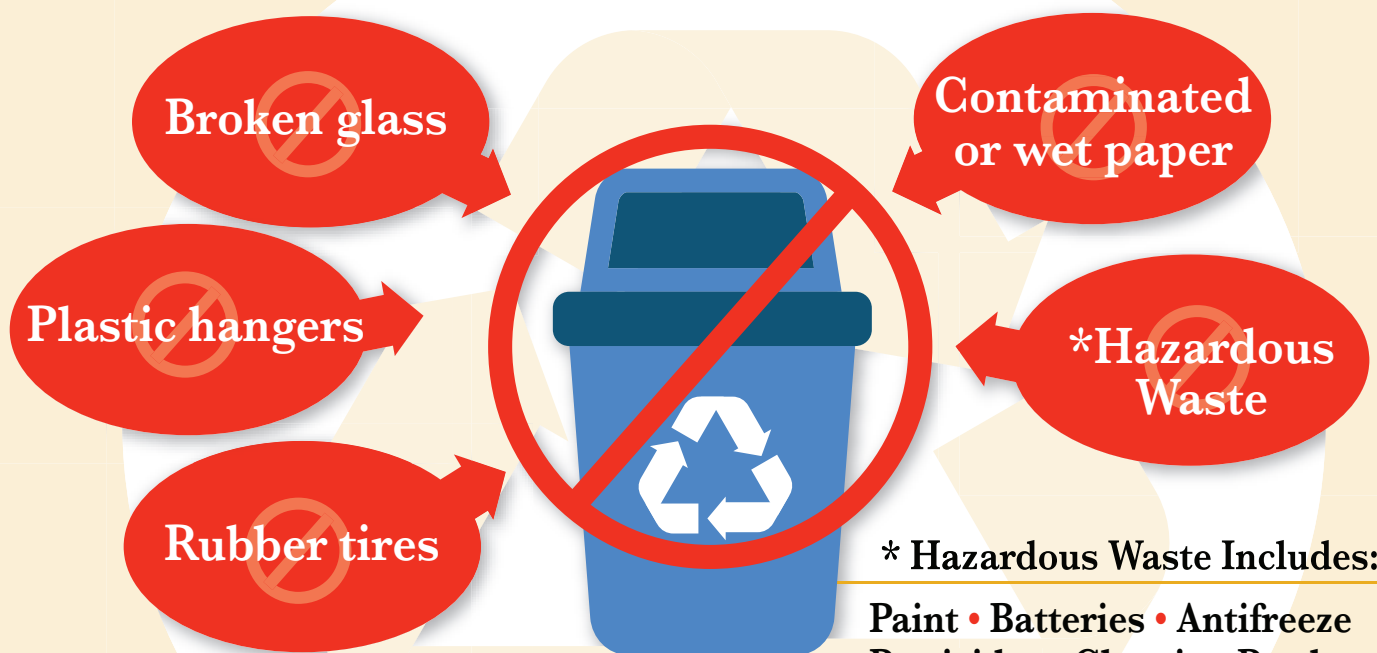 Broken glass
Contaminated
or wet paper
Plastic hangers
*Hazardous
Waste
Rubber tires
* Hazardous Waste Includes:
Paint • Batteries • Antifreeze